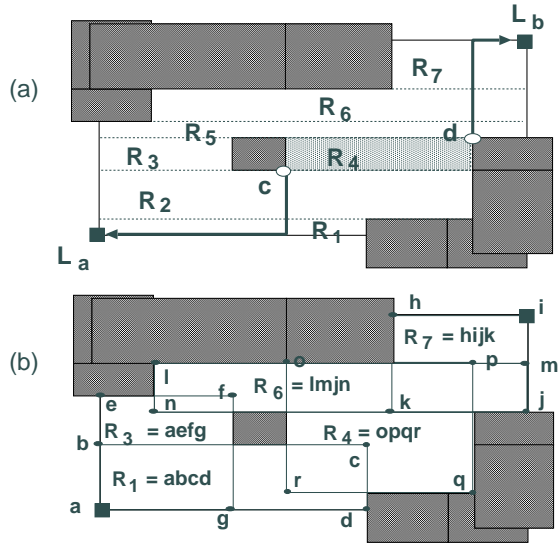 L b
(a)
R 7
R 6
R 5
d
R 3
R 4
c
R 2
R 1
L a
h
i
(b)
R 7 = hijk
o
p
m
l
R 6 = lmjn
e
f
n
k
j
R 3 = aefg
R 4 = opqr
b
c
R 1 = abcd
r
q
a
g
d